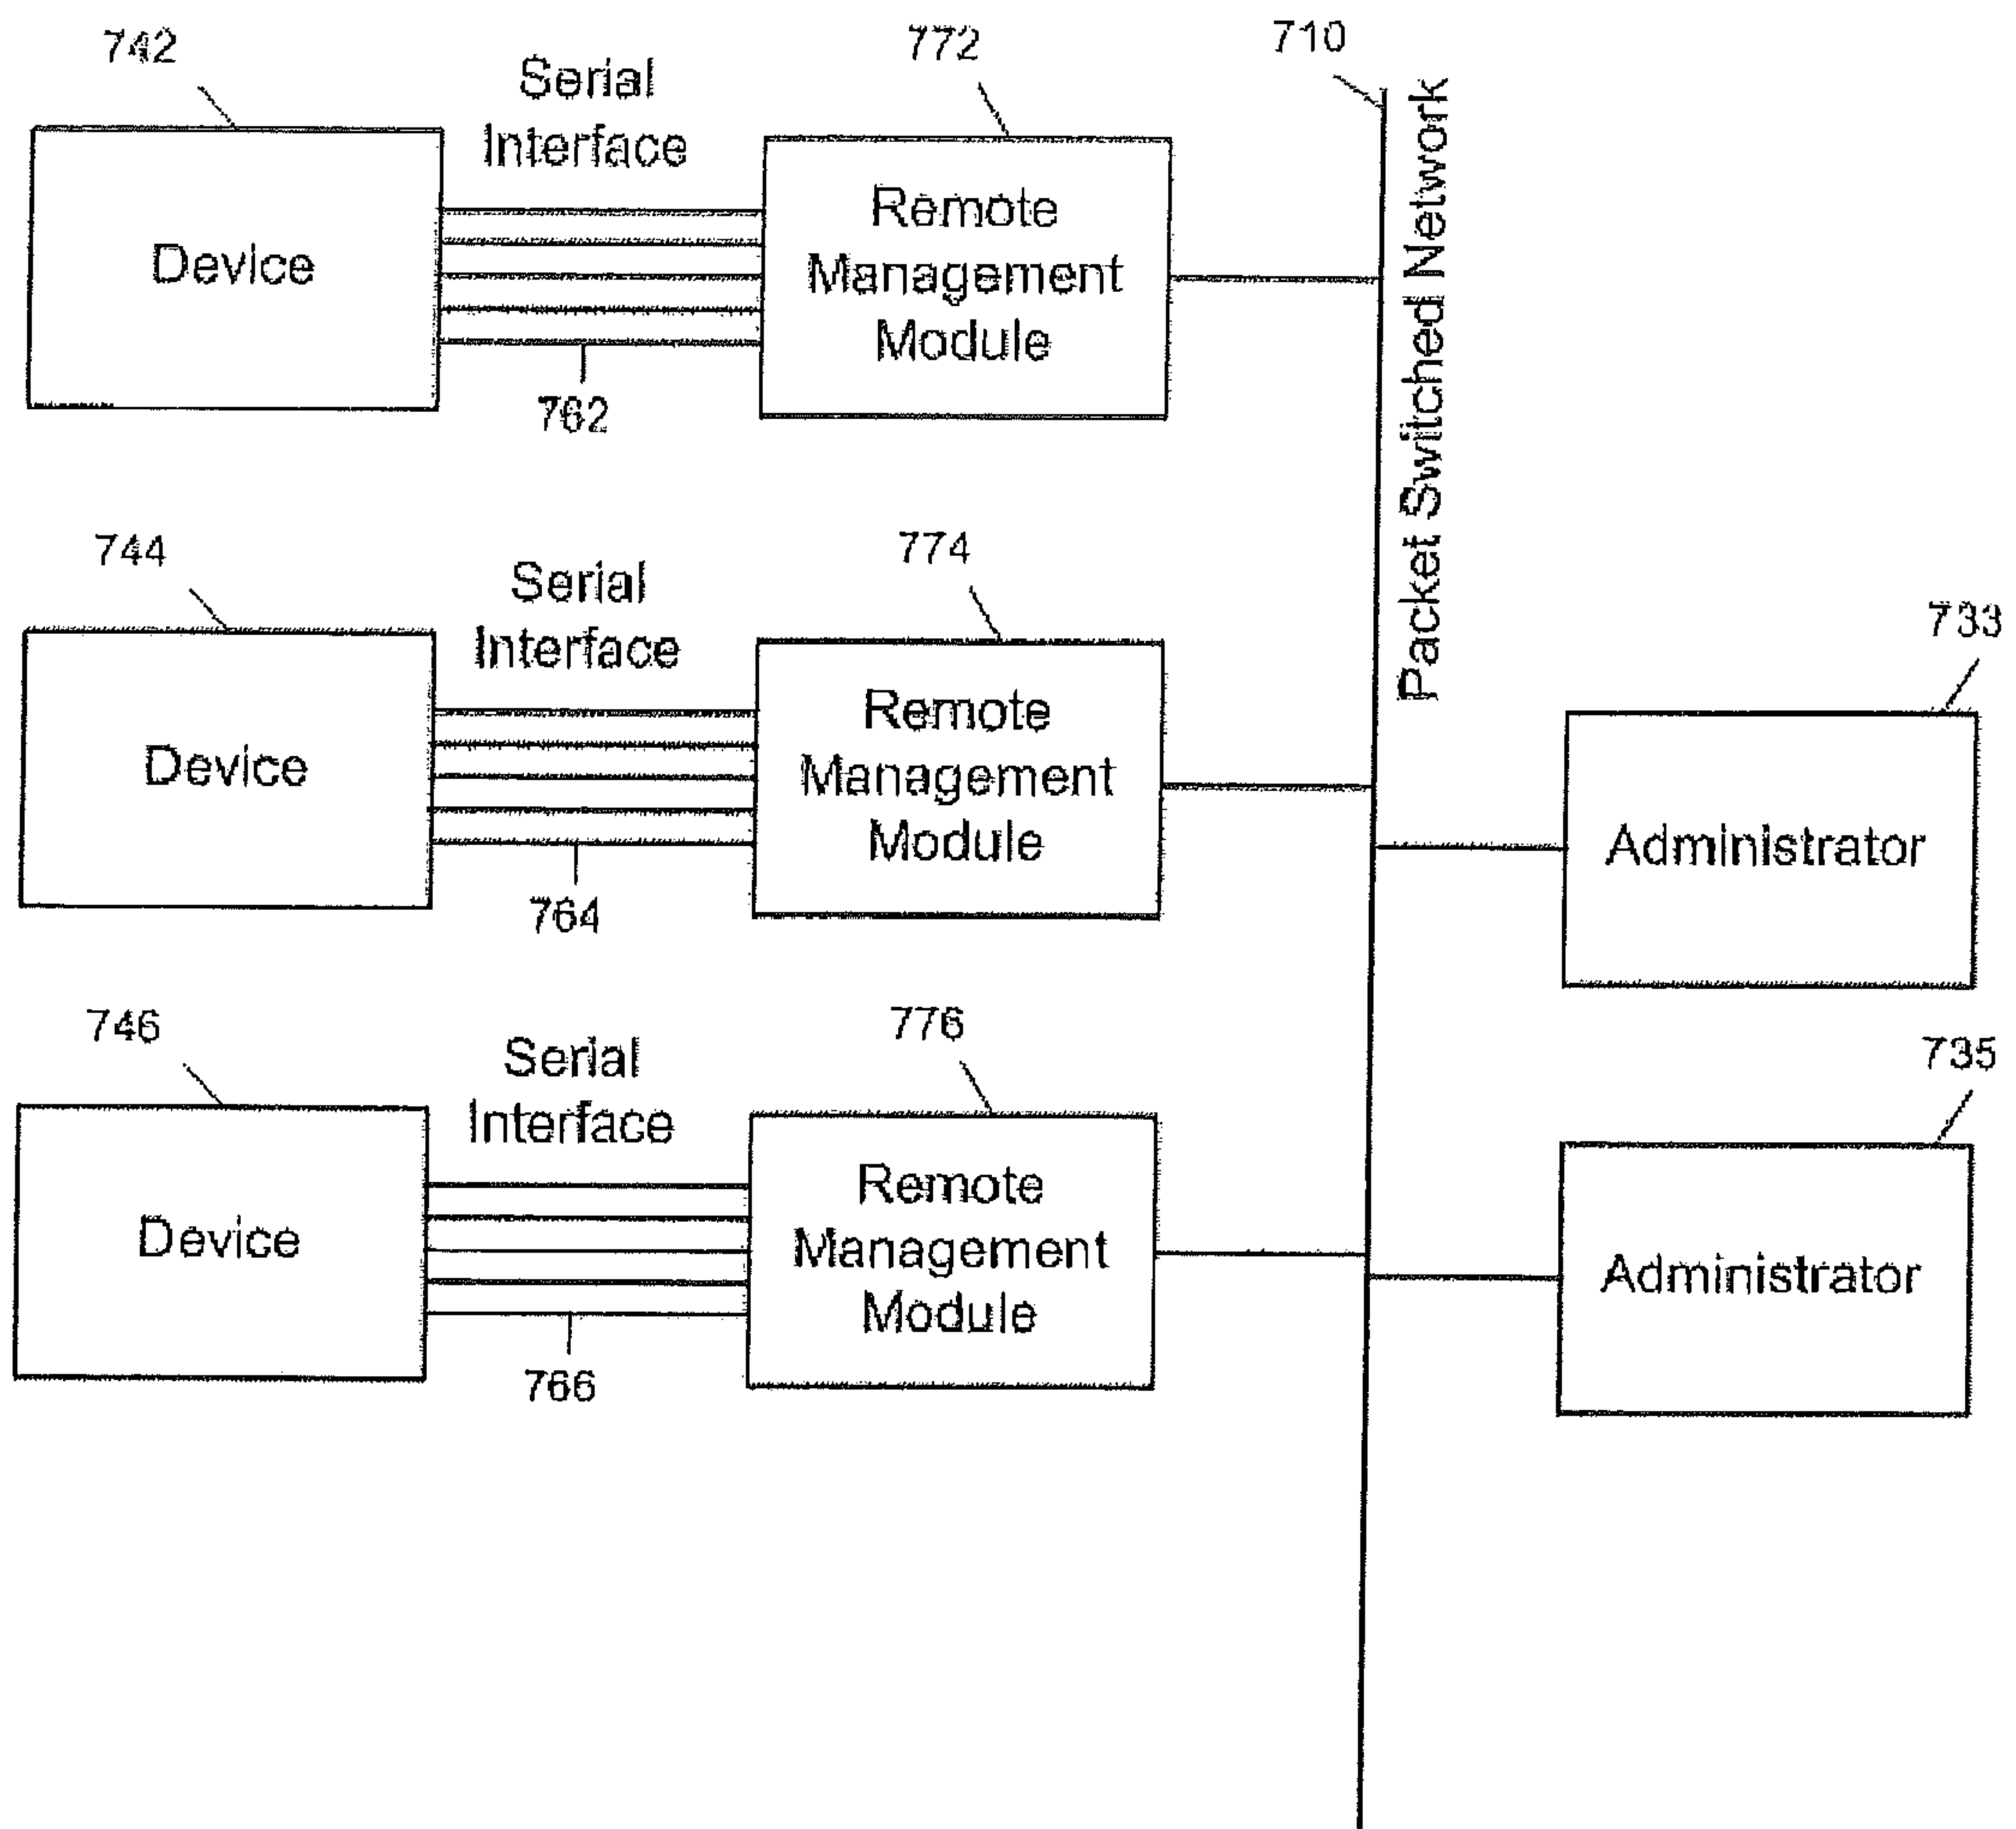 742
Serial
Interface
772
710
Device
Remote
Management
Module
Packet Switched Network
762
744
Serial
Interface
774
Device
Remote
Management
Module
764
733
Administrator
746
Serial
Interface
776
Device
Remote
Management
Module
766
735
Administrator